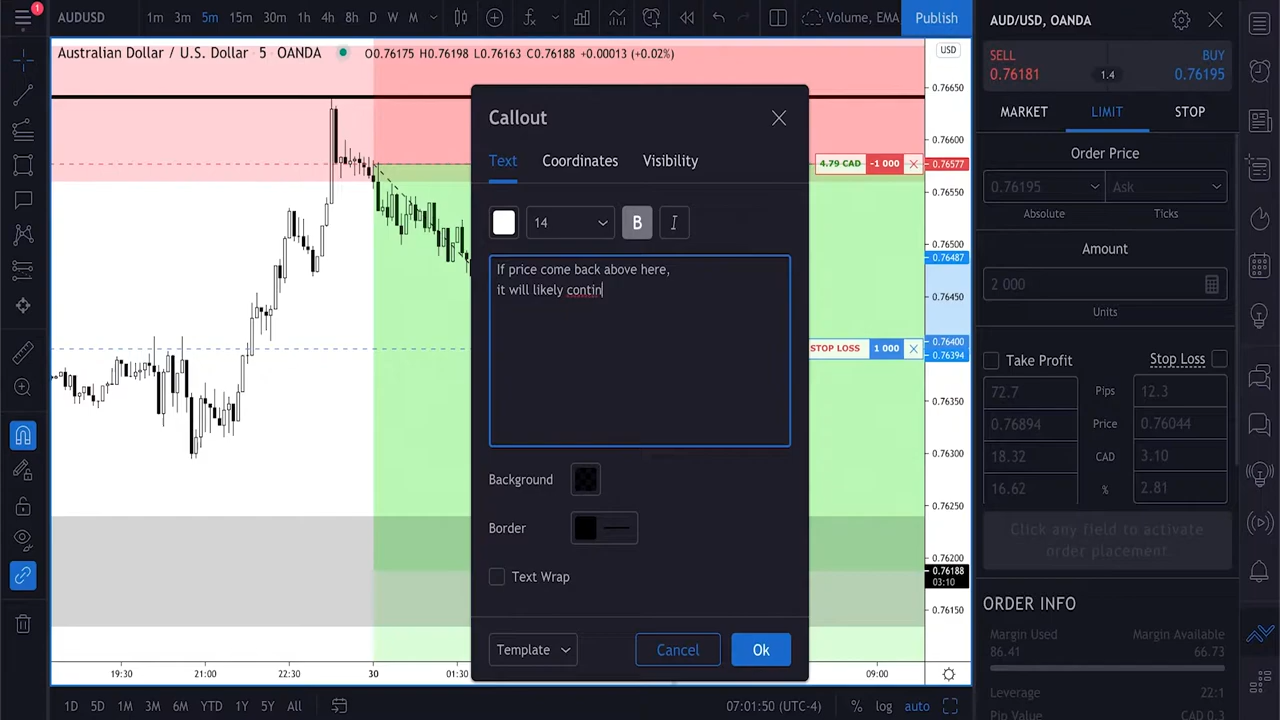 1
AUDUSD
1m 3m 5m 15m 30m 1h 4h 8h D W M
Volume, EMA
Publish
Australian Dollar / U.S. Dollar · 5 · OANDA
O0.76175 H0.76198 L0.76163 C0.76188 +0.00013 (+0.02%)
USD
0.76650
0.76600
4.79 CAD -1 000
0.76577
0.76550
0.76500
0.76487
0.76450
0.76400
STOP LOSS 1 000
0.76394
0.76350
0.76300
0.76250
0.76200
0.76188
03:10
0.76150
19:30 21:00 22:30 30 01:30 09:00
Callout
Text Coordinates Visibility
14 B I
If price come back above here,
it will likely contin
Background
Border
Text Wrap
Template Cancel Ok
1D 5D 1M 3M 6M YTD 1Y 5Y All
07:01:50 (UTC-4) % log auto
AUD/USD, OANDA
SELL BUY
0.76181 1.4 0.76195
MARKET LIMIT STOP
Order Price
0.76195 Ask
Absolute Ticks
Amount
2 000
Units
Take Profit Stop Loss
72.7 Pips 12.3
0.76894 Price 0.76044
18.32 CAD 3.10
16.62 % 2.81
Click any field to activate
order placement.
ORDER INFO
Margin Used Margin Available
86.41 66.73
Leverage 22:1
Pip Value CAD 0.3